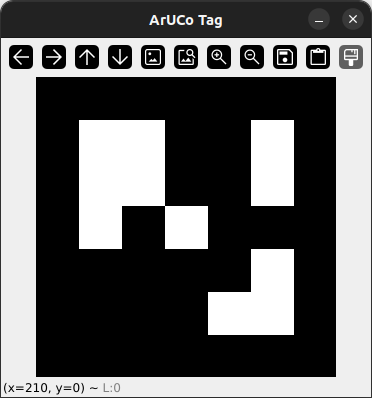 ArUCo Tag
(x=210, y=0) ~ L:0